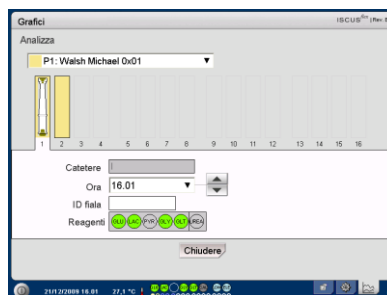 Grafici
ISCUS
Analizza
P1: Walsh Michael 0x01
1 2 3 4 5 6 7 8 9 10 11 12 13 14 15 16
Catetere
Ora 16.01
ID fiala
Reagenti GLU LAC PYR GLY GLT UREA
Chiudere
21/12/2009 16.01 27,1 °C